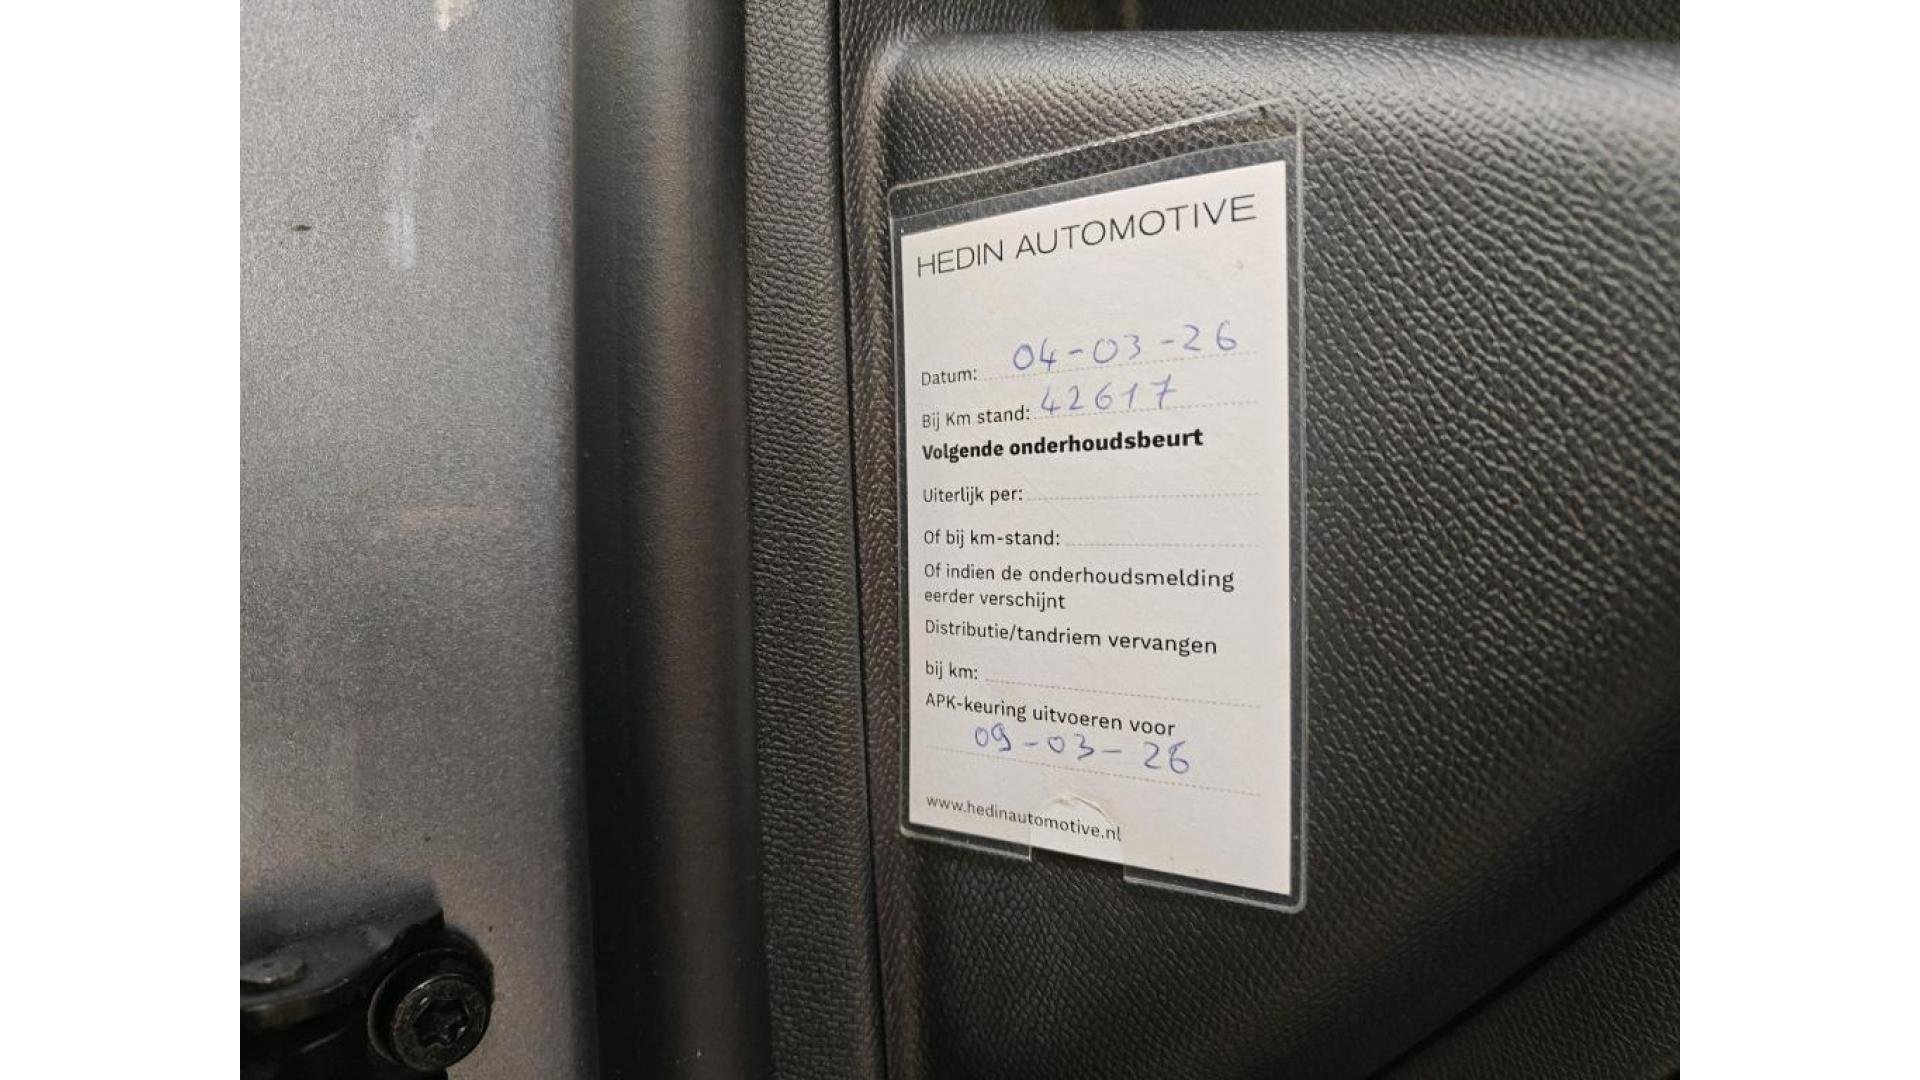 HEDIN AUTOMOTIVE
Datum: 04-03-26
Bij Km stand: 42617
Volgende onderhoudsbeurt
Uiterlijk per:
Of bij km-stand:
Of indien de onderhoudsmelding
eerder verschijnt
Distributie/tandriem vervangen
bij km:
APK-keuring uitvoeren voor
09-03-26
www.hedinautomotive.nl